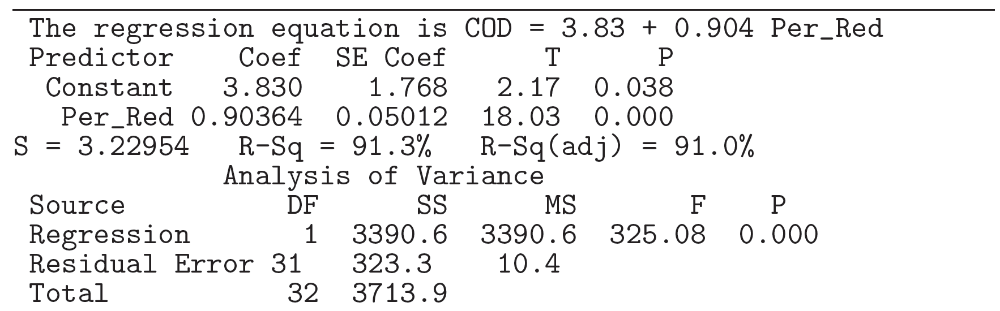 The regression equation is COD = 3.83 + 0.904 Per_Red
Predictor Coef SE Coef T P
Constant 3.830 1.768 2.17 0.038
Per_Red 0.90364 0.05012 18.03 0.000
S = 3.22954 R-Sq = 91.3% R-Sq(adj) = 91.0%
Analysis of Variance
Source DF SS MS F P
Regression 1 3390.6 3390.6 325.08 0.000
Residual Error 31 323.3 10.4
Total 32 3713.9